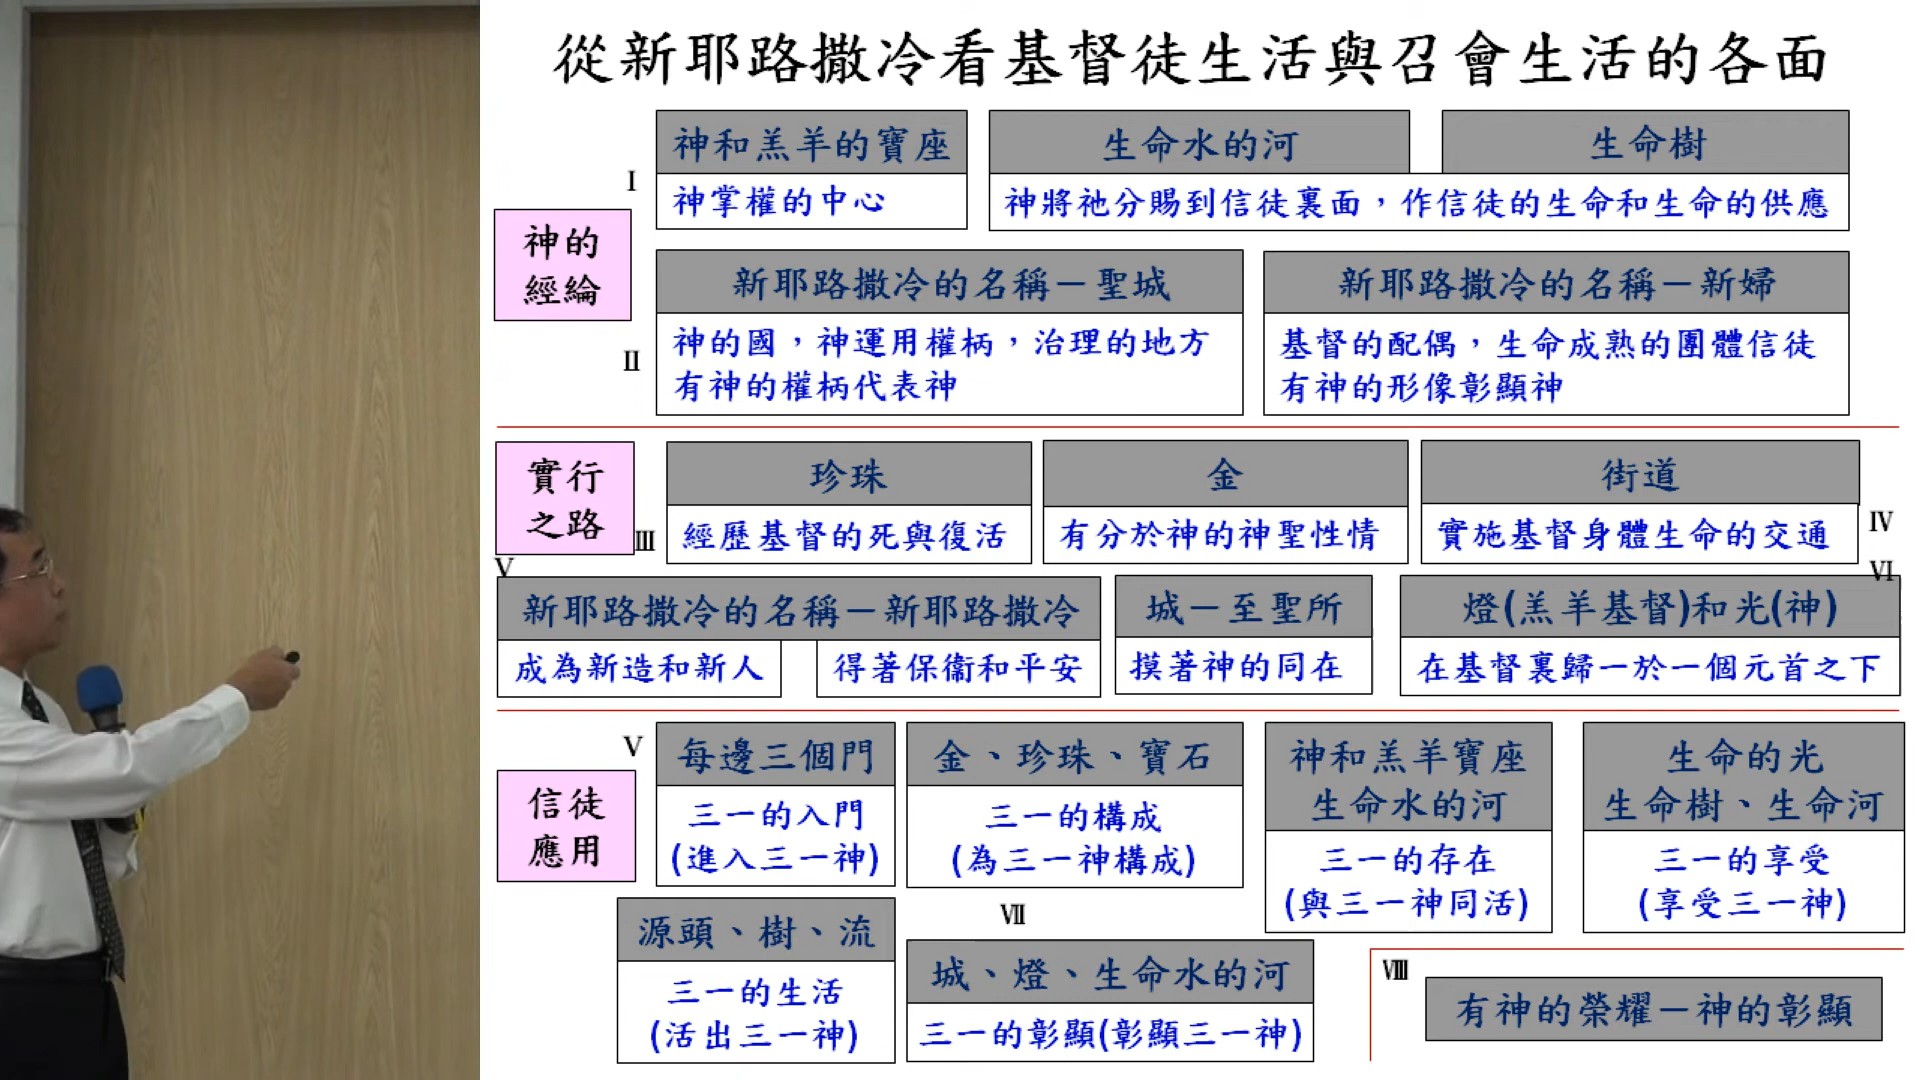 從新耶路撒冷看基督徒生活與召會生活的各面
神的
經綸
I
神和羔羊的寶座
神掌權的中心
生命水的河
生命樹
神將祂分賜到信徒裏面，作信徒的生命和生命的供應
II
新耶路撒冷的名稱－聖城
神的國，神運用權柄，治理的地方
有神的權柄代表神
新耶路撒冷的名稱－新婦
基督的配偶，生命成熟的團體信徒
有神的形像彰顯神
實行
之路
III
珍珠
經歷基督的死與復活
金
有分於神的神聖性情
街道
實施基督身體生命的交通
IV
V
新耶路撒冷的名稱－新耶路撒冷
成為新造和新人
得著保衞和平安
城－至聖所
摸著神的同在
VI
燈(羔羊基督)和光(神)
在基督裏歸一於一個元首之下
信徒
應用
V
每邊三個門
三一的入門
(進入三一神)
金、珍珠、寶石
三一的構成
(為三一神構成)
神和羔羊寶座
生命水的河
三一的存在
(與三一神同活)
生命的光
生命樹、生命河
三一的享受
(享受三一神)
源頭、樹、流
三一的生活
(活出三一神)
VII
城、燈、生命水的河
三一的彰顯(彰顯三一神)
VIII
有神的榮耀－神的彰顯